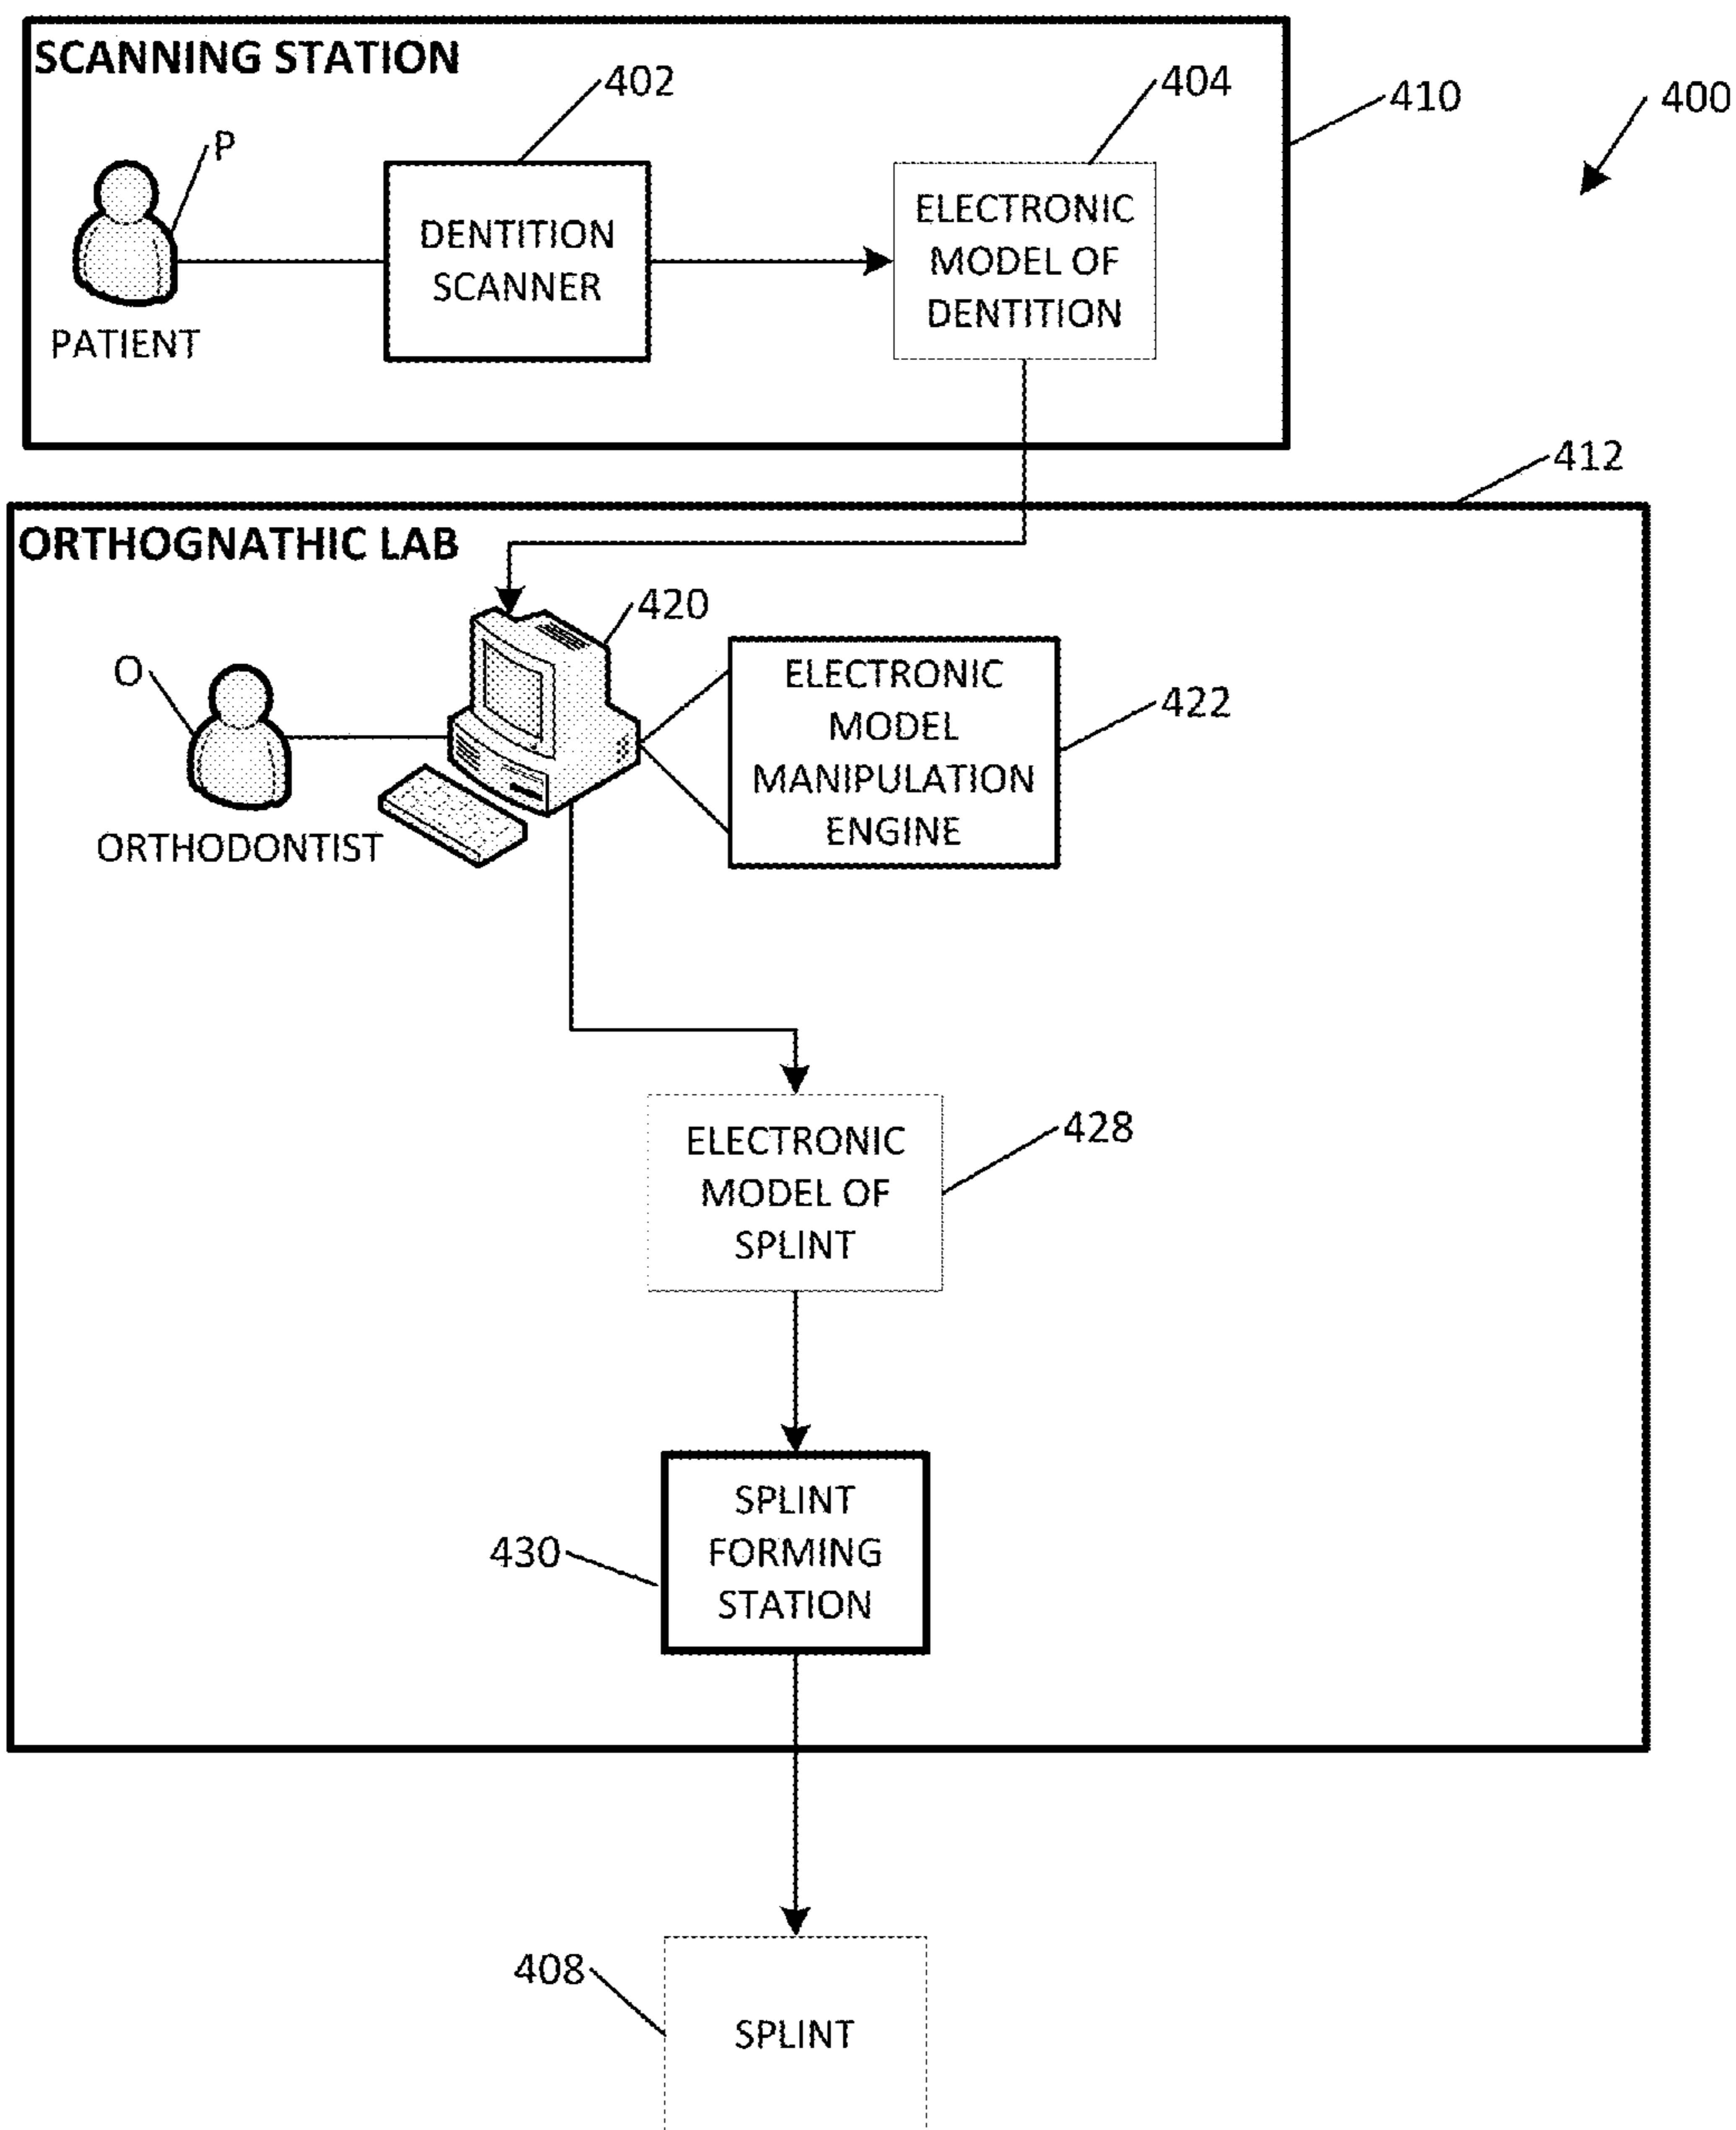 SCANNING STATION
402
404
410
400
P
DENTITION
SCANNER
ELECTRONIC
MODEL OF
DENTITION
PATIENT
412
ORTHOGNATHIC LAB
420
O
ELECTRONIC
MODEL
MANIPULATION
ENGINE
422
ORTHODONTIST
ELECTRONIC
MODEL OF
SPLINT
428
SPLINT
FORMING
STATION
430
408
SPLINT